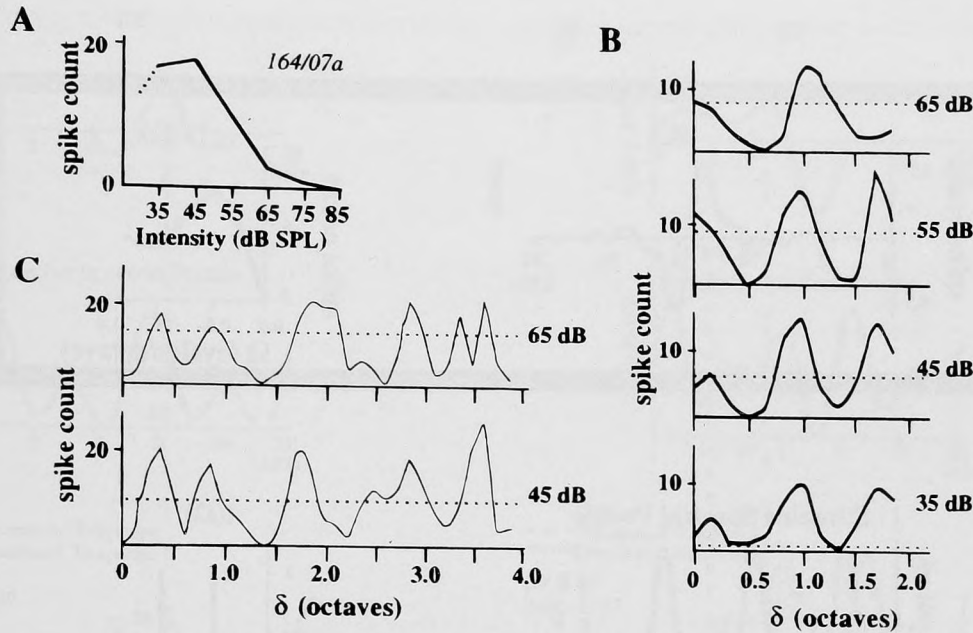 A
20
spike count
164/07a
0
35 45 55 65 75 85
Intensity (dB SPL)
B
10
65 dB
10
55 dB
spike count
10
45 dB
10
35 dB
0 0.5 1.0 1.5 2.0
δ (octaves)
C
20
65 dB
spike count
20
45 dB
0 1.0 2.0 3.0 4.0
δ (octaves)